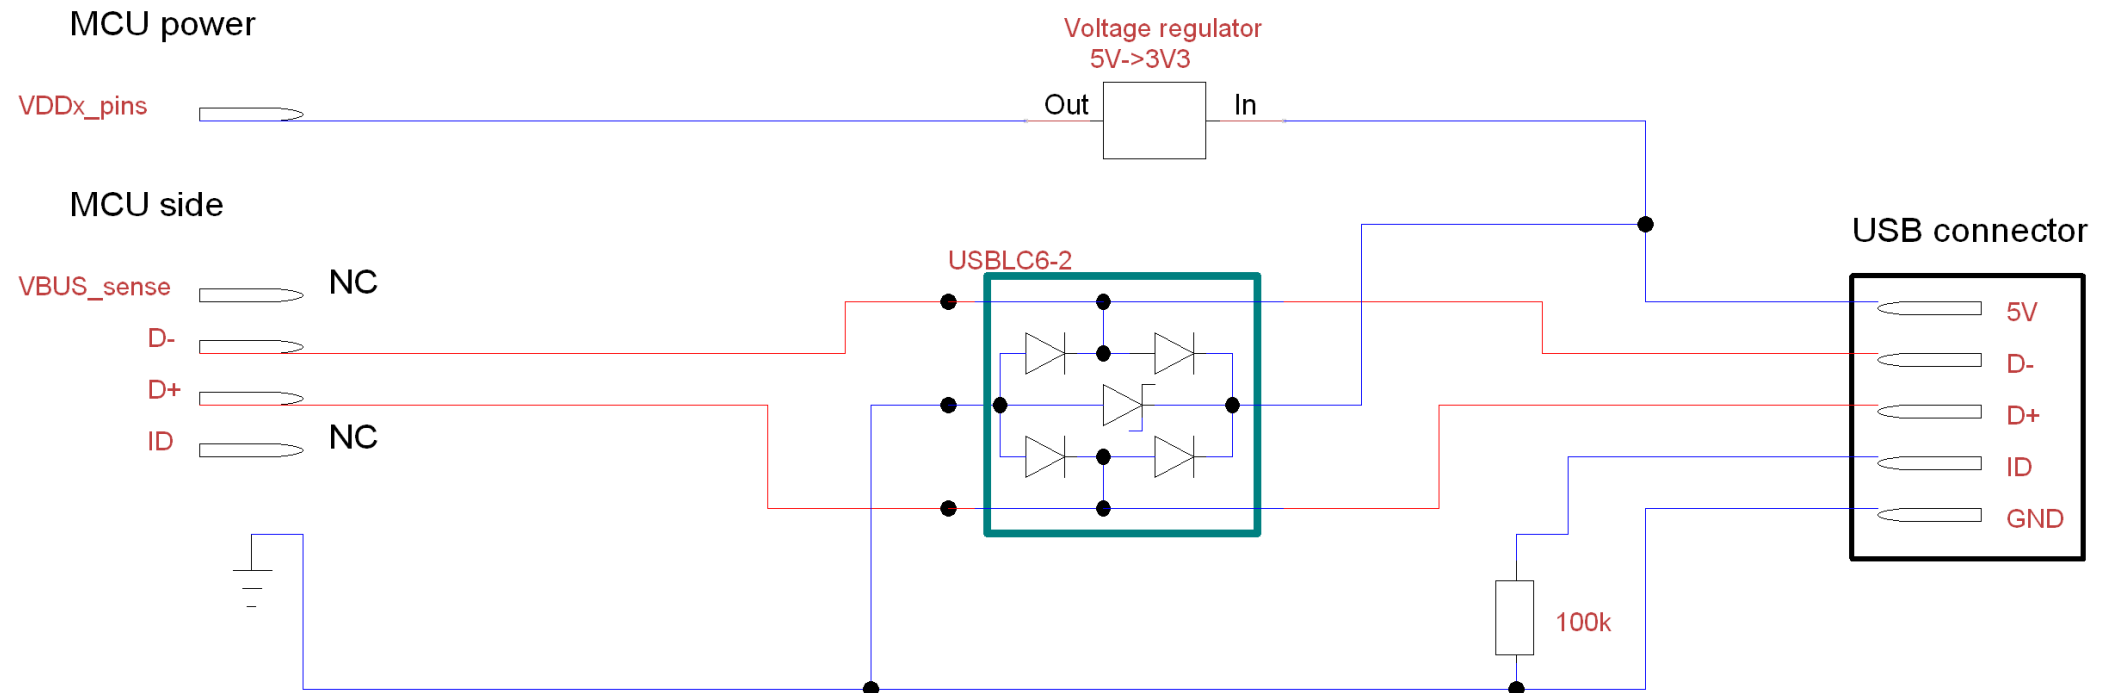 MCU power
Voltage regulator
5V->3V3
VDDx_pins
Out
In
MCU side
USB connector
USBLC6-2
VBUS_sense
NC
5V
D-
D-
D+
D+
ID
NC
ID
GND
100k